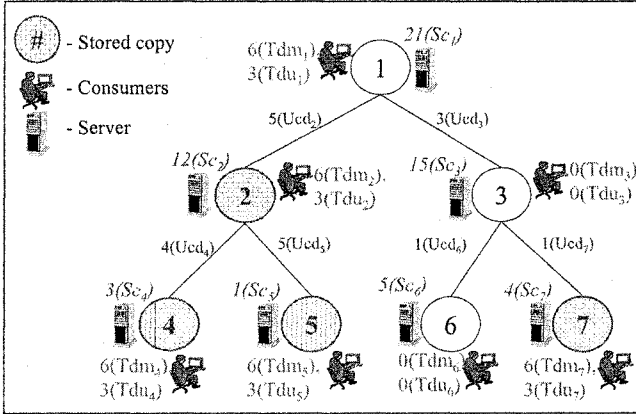 # - Stored copy
- Consumers
- Server
21(Sc₁)
6(Tdm₁),
3(Tdu₁)
1
5(Ucd₂)
3(Ucd₃)
12(Sc₂)
2
6(Tdm₂),
3(Tdu₂)
15(Sc₃)
3
0(Tdm₃)
0(Tdu₃)
4(Ucd₄)
5(Ucd₅)
1(Ucd₆)
1(Ucd₇)
3(Sc₄)
4
1(Sc₅)
5
5(Sc₆)
6
4(Sc₇)
7
6(Tdm₄),
3(Tdu₄)
6(Tdm₅),
3(Tdu₅)
0(Tdm₆)
0(Tdu₆)
6(Tdm₇),
3(Tdu₇)